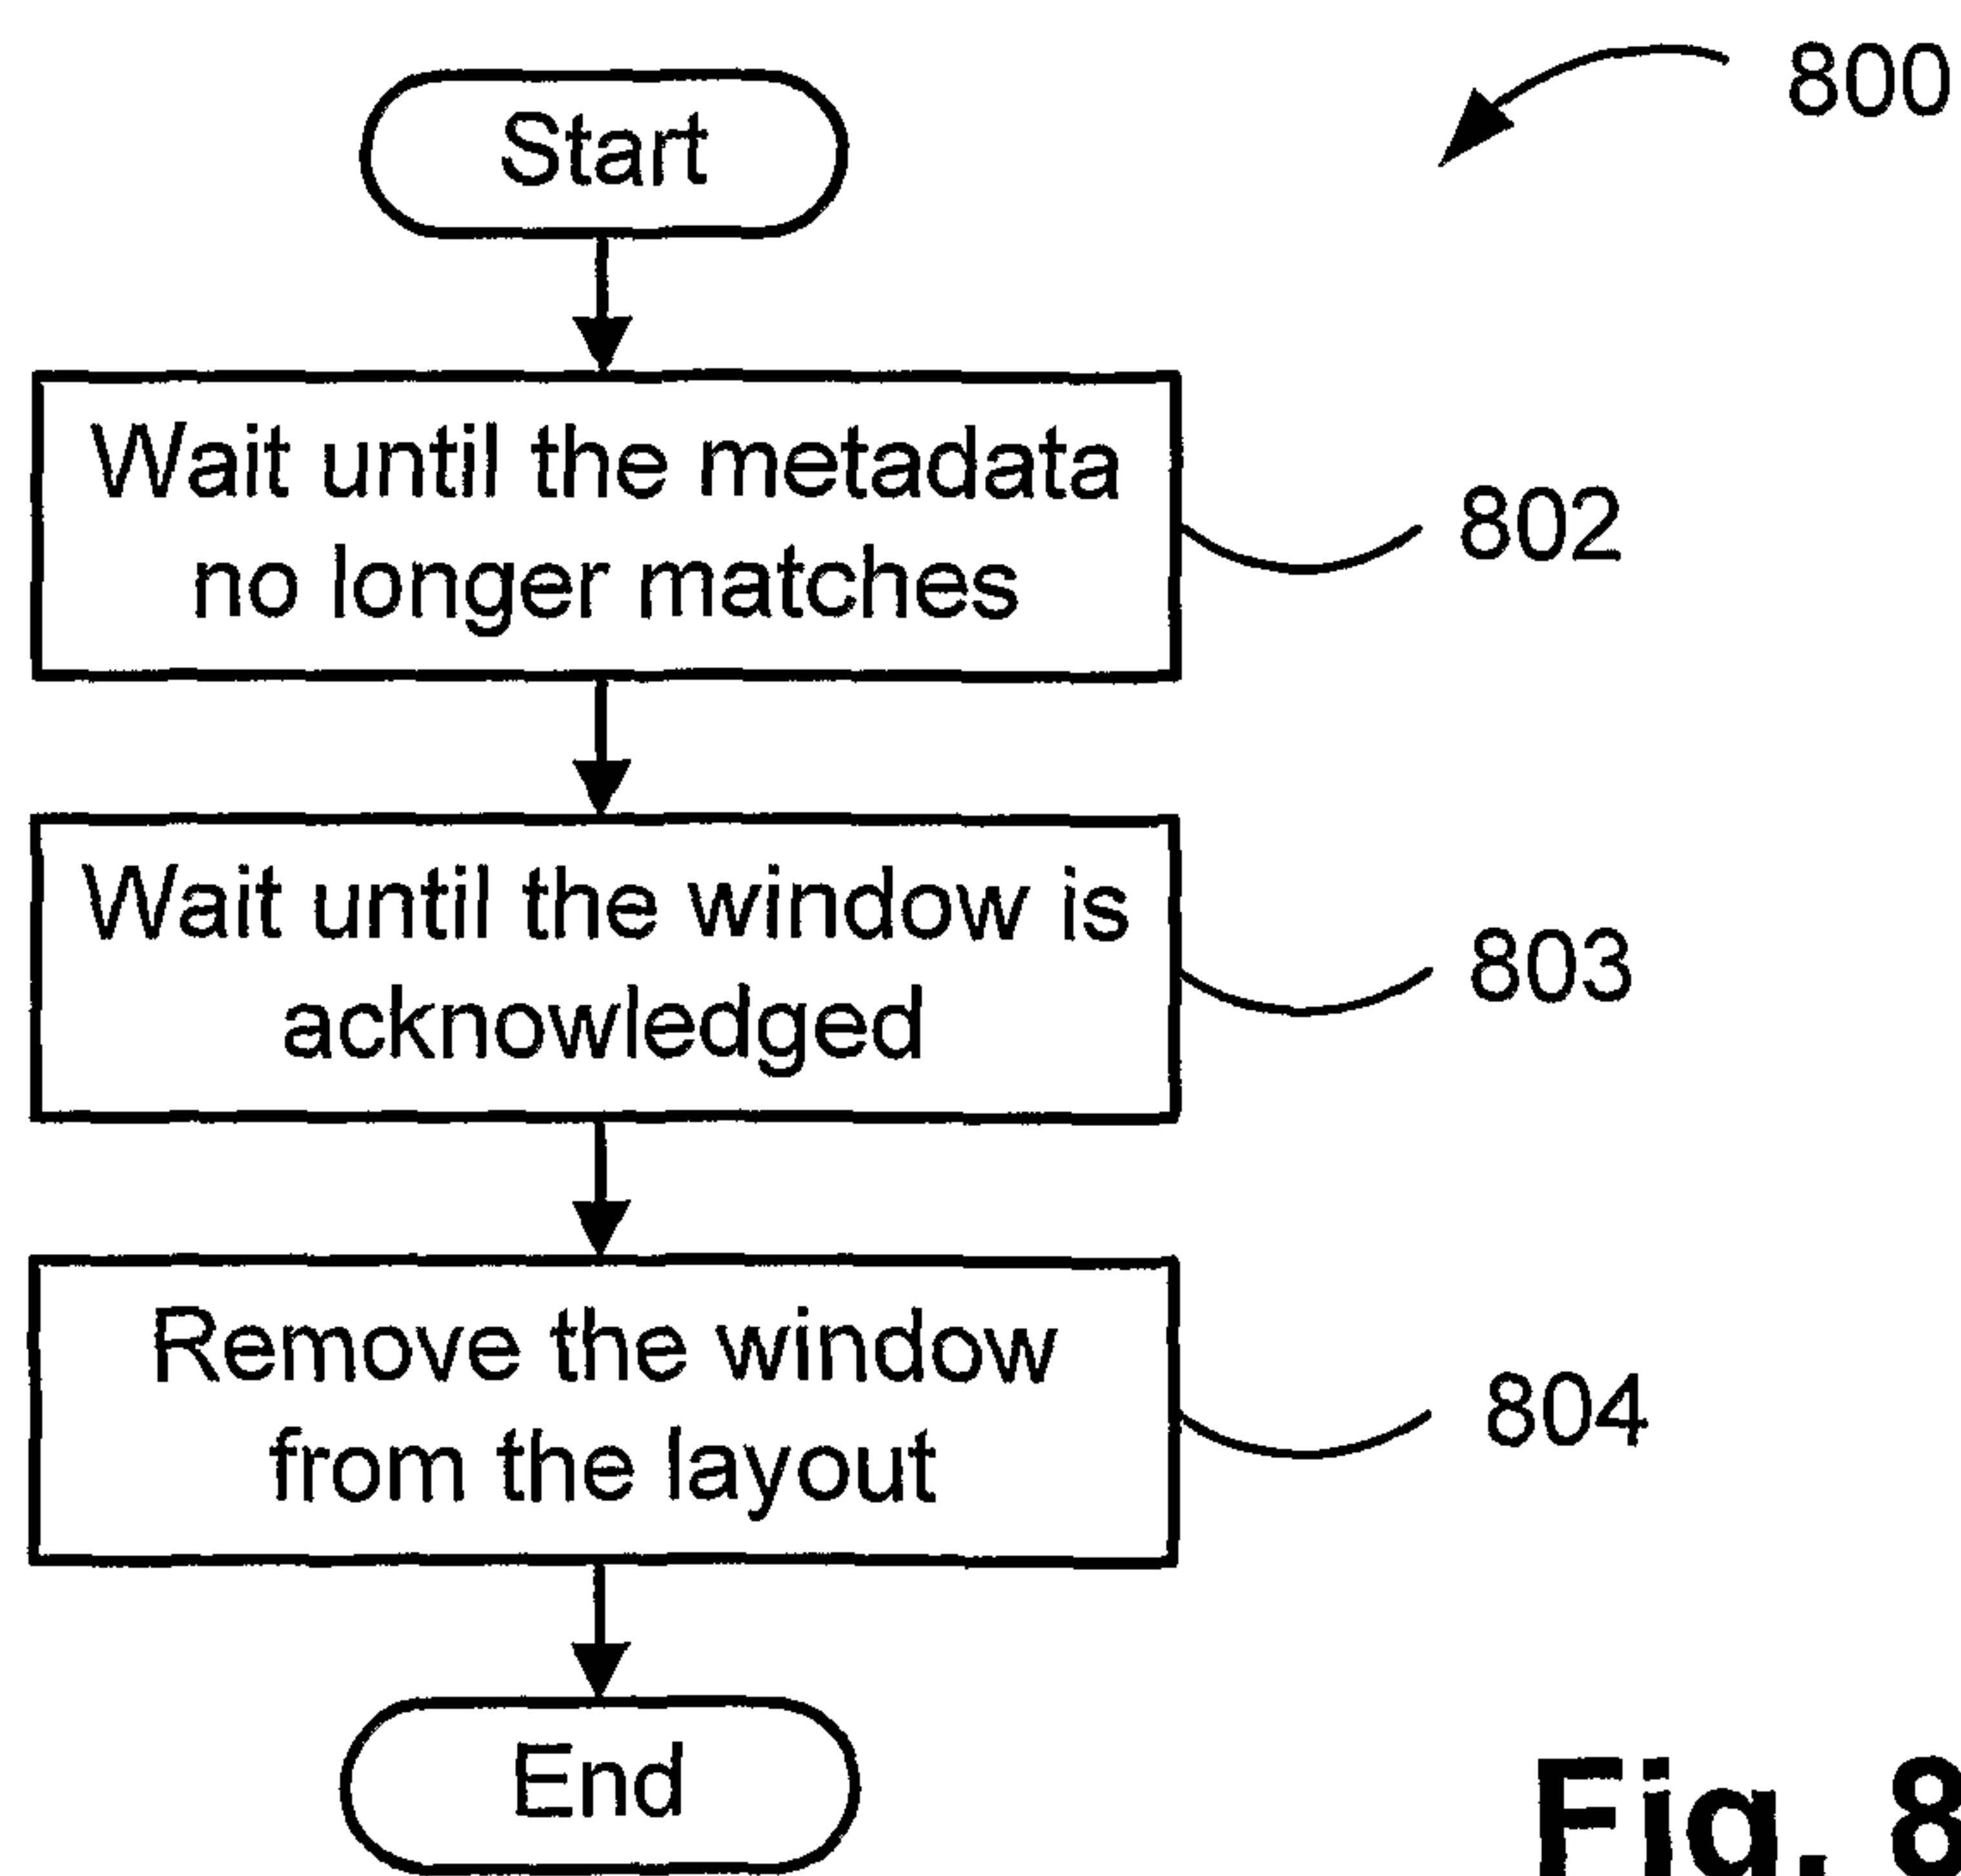 800
Start
Wait until the metadata
no longer matches
802
Wait until the window is
acknowledged
803
Remove the window
from the layout
804
End
Fig. 8